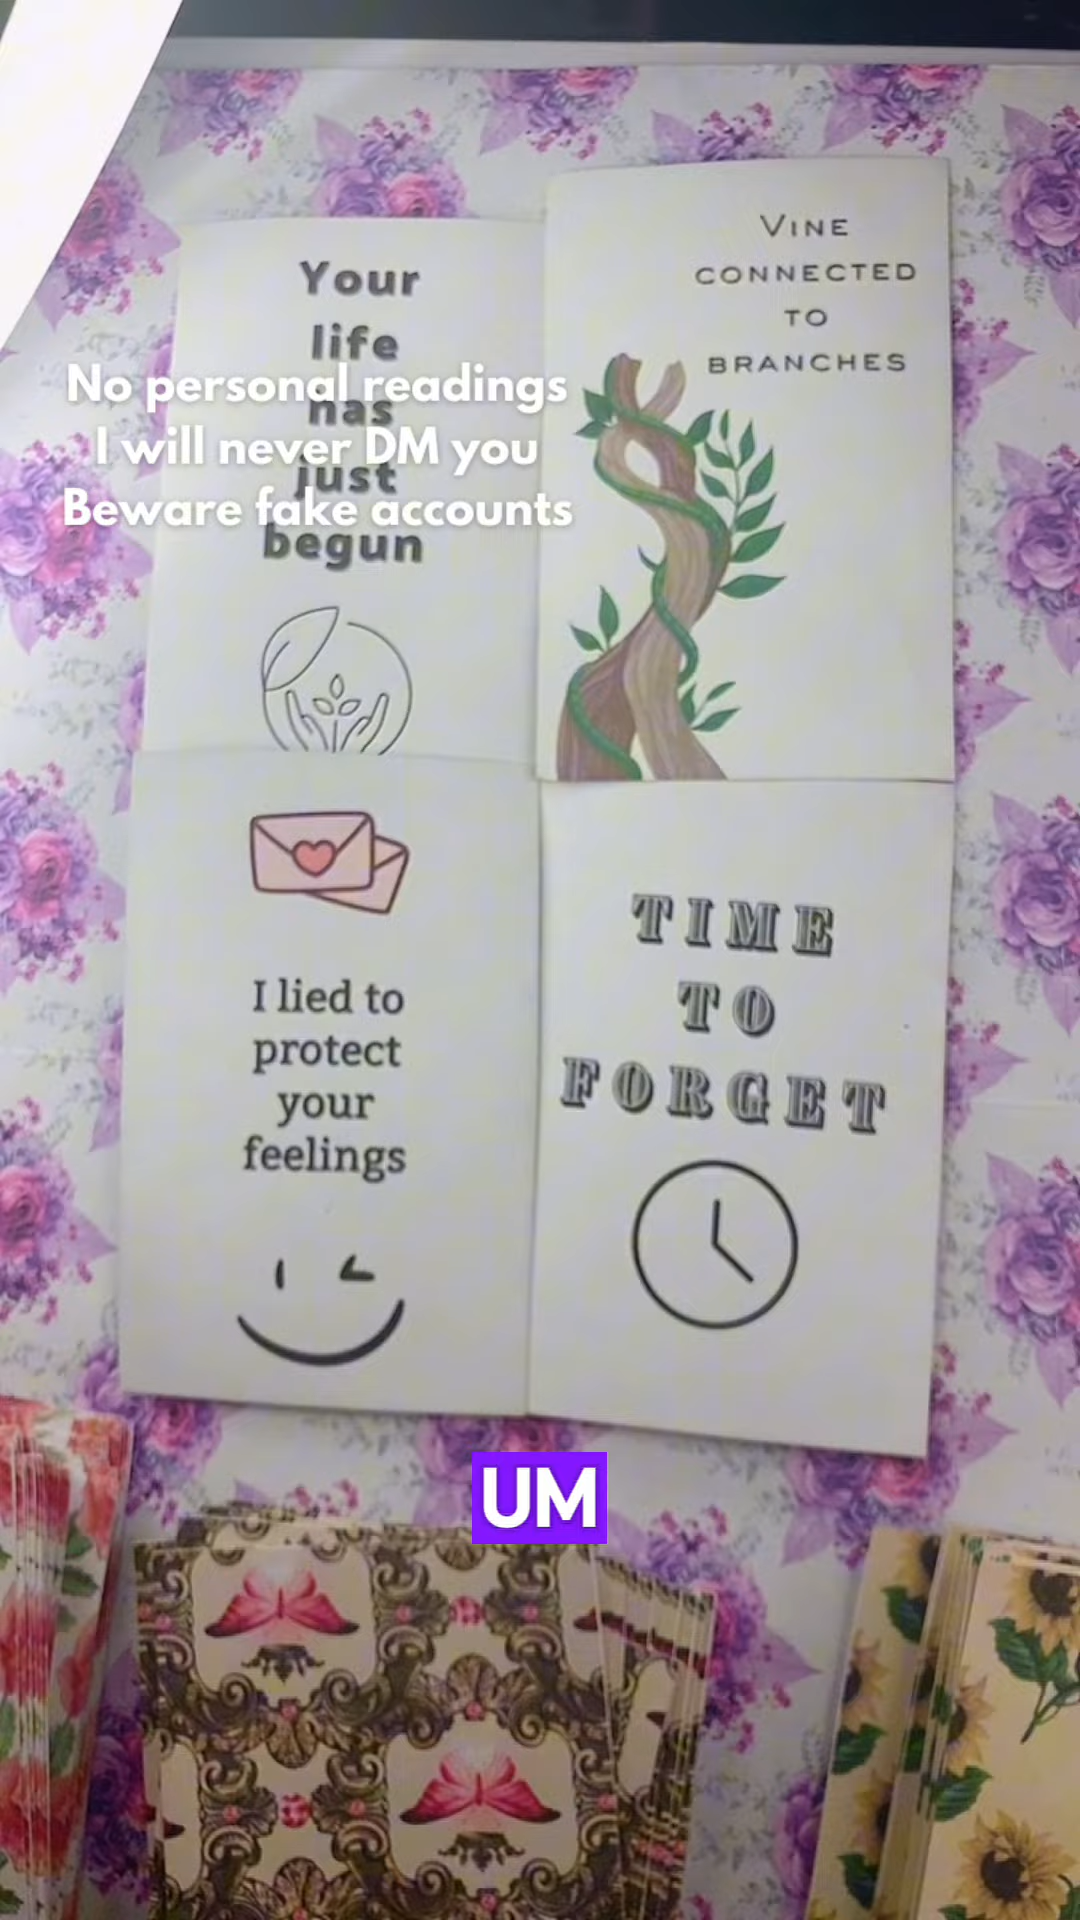 Your
life
has
just
begun
No personal readings
I will never DM you
Beware fake accounts
VINE
CONNECTED
TO
BRANCHES
I lied to
protect
your
feelings
TIME
TO
FORGET
UM